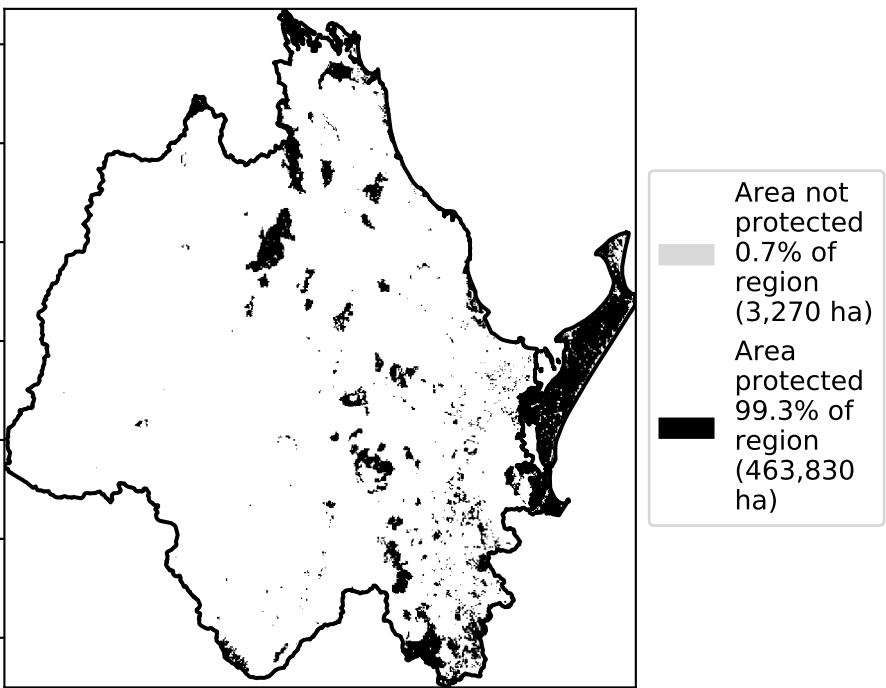 Area not
protected
0.7% of
region
(3,270 ha)
Area
protected
99.3% of
region
(463,830
ha)